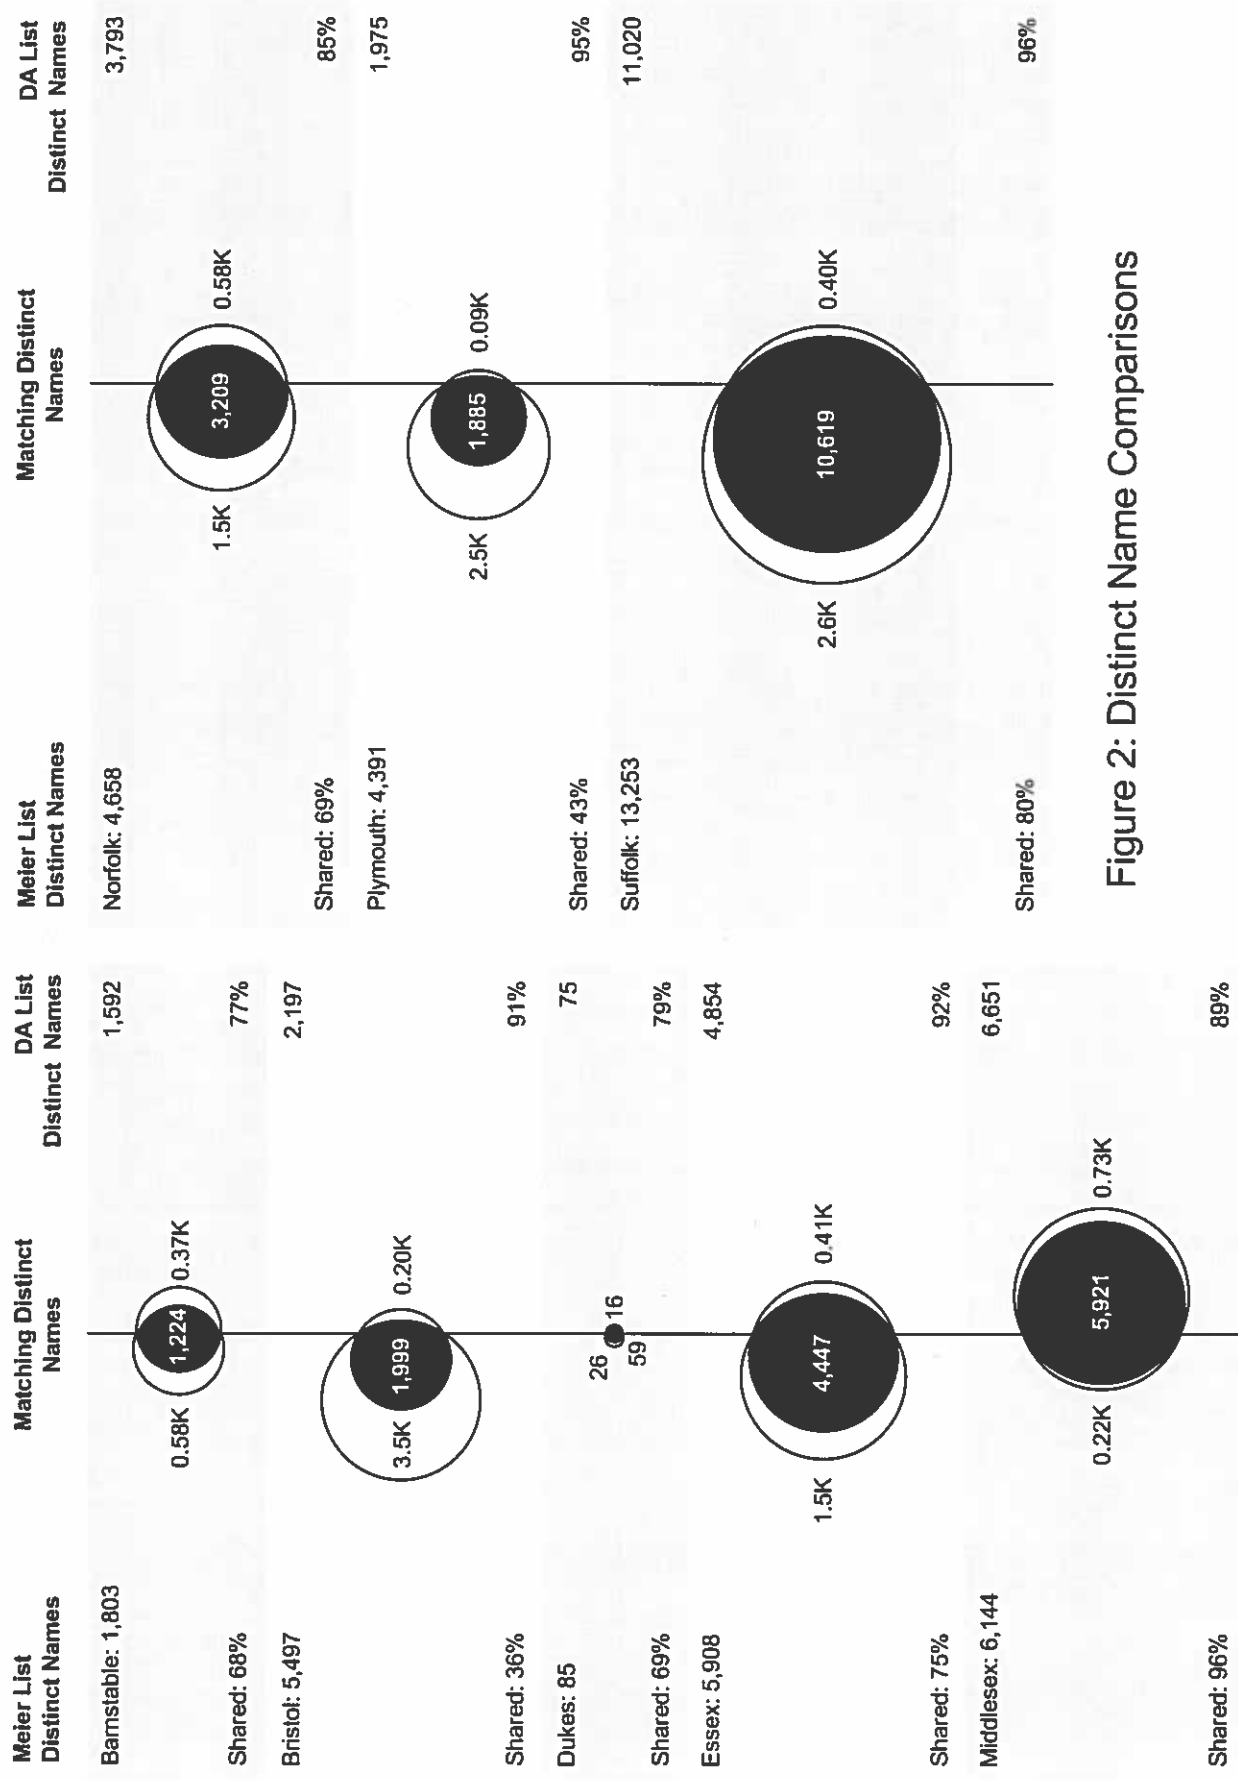 Meier List
Distinct Names
Matching Distinct
Names
DA List
Distinct Names
Barnstable: 1,803
1,592
0.58K
1,224
0.37K
Shared: 68%
77%
Bristol: 5,497
2,197
3.5K
1,999
0.20K
Shared: 36%
91%
Dukes: 85
75
26
16
59
Shared: 69%
79%
Essex: 5,908
4,854
1.5K
4,447
0.41K
Shared: 75%
92%
Middlesex: 6,144
6,651
0.22K
5,921
0.73K
Shared: 96%
89%
Meier List
Distinct Names
Matching Distinct
Names
DA List
Distinct Names
Norfolk: 4,658
3,793
1.5K
3,209
0.58K
Shared: 69%
85%
Plymouth: 4,391
1,975
2.5K
1,885
0.09K
Shared: 43%
95%
Suffolk: 13,253
11,020
2.6K
10,619
0.40K
Shared: 80%
96%
Figure 2: Distinct Name Comparisons